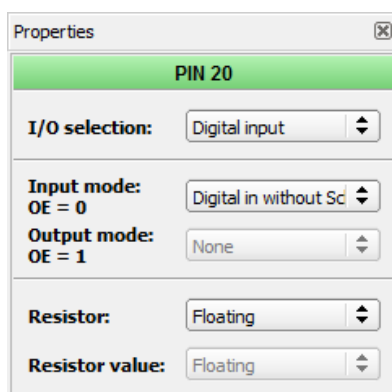 Properties
PIN 20
I/O selection: Digital input
Input mode:
OE = 0
Digital in without Sc
Output mode:
OE = 1
None
Resistor: Floating
Resistor value: Floating